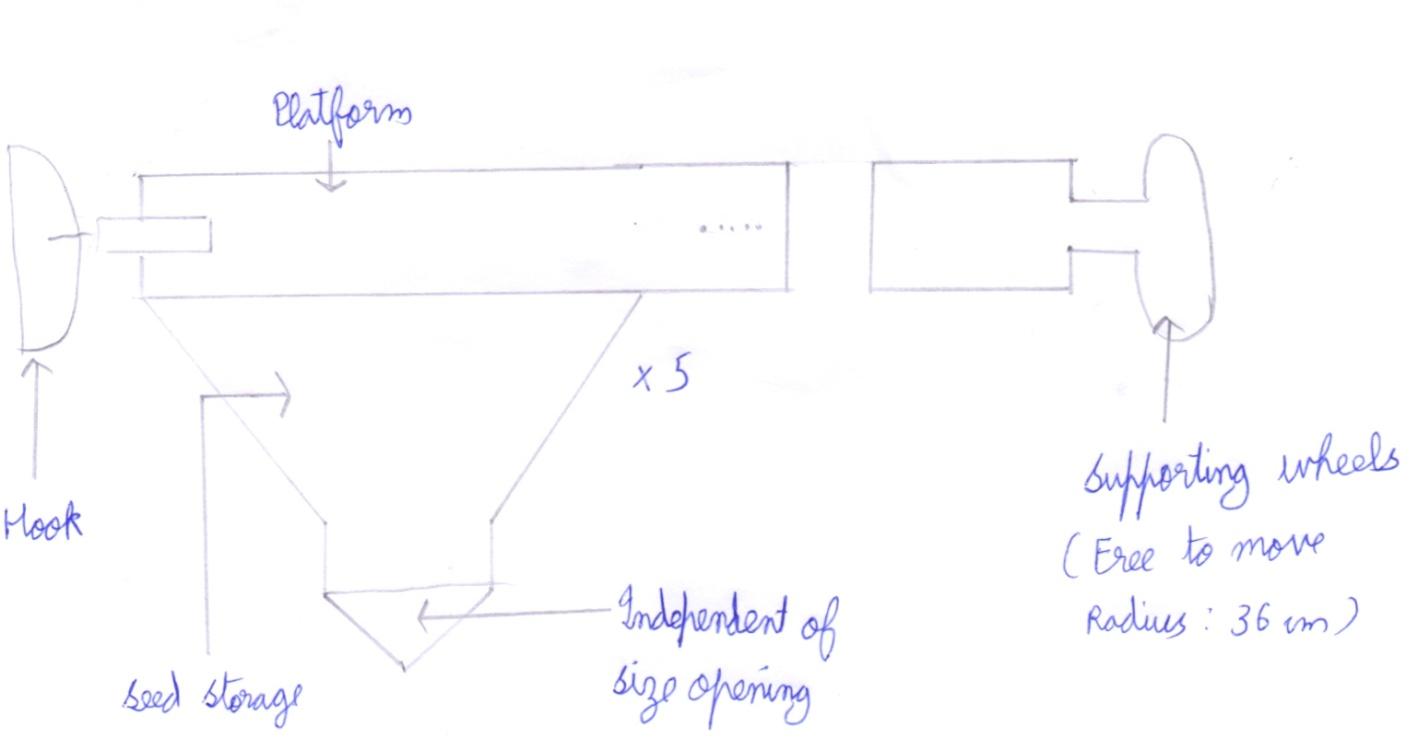 Platform
x 5
Hook
Supporting wheels
(Free to move
Radius : 36 cm)
Independent of
size opening
seed storage